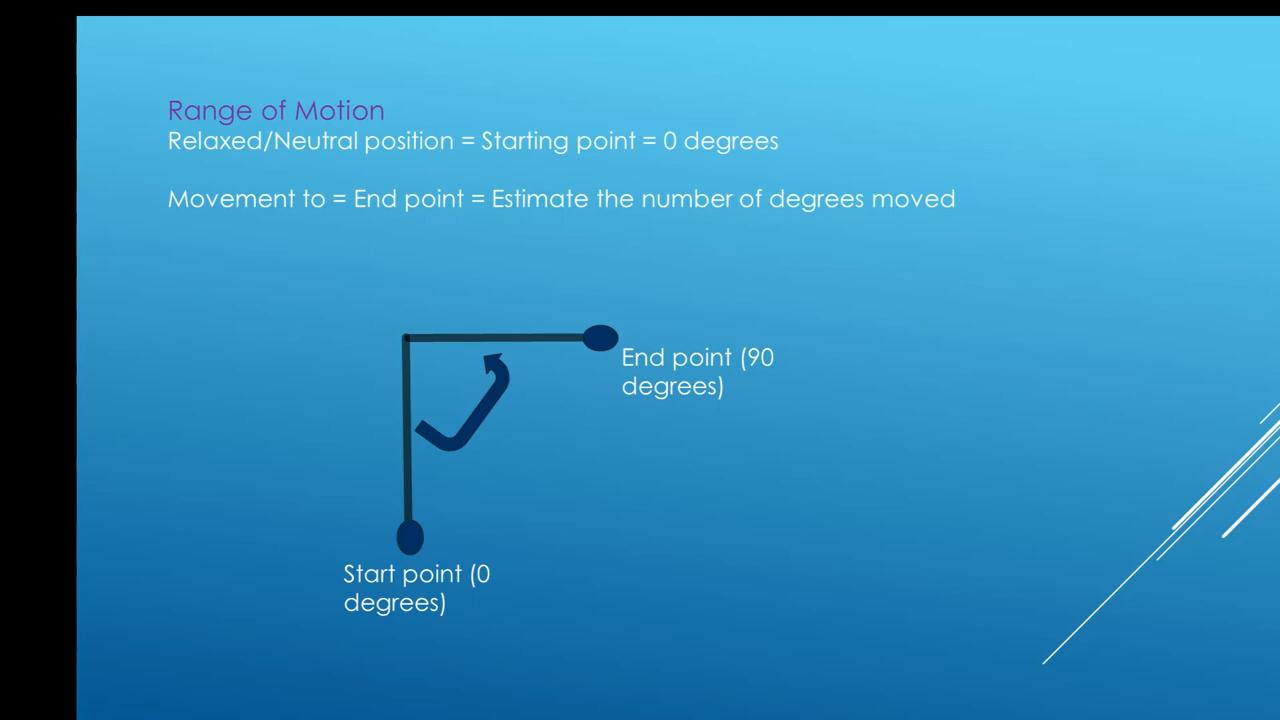 Range of Motion
Relaxed/Neutral position = Starting point = 0 degrees
Movement to = End point = Estimate the number of degrees moved
End point (90
degrees)
Start point (0
degrees)